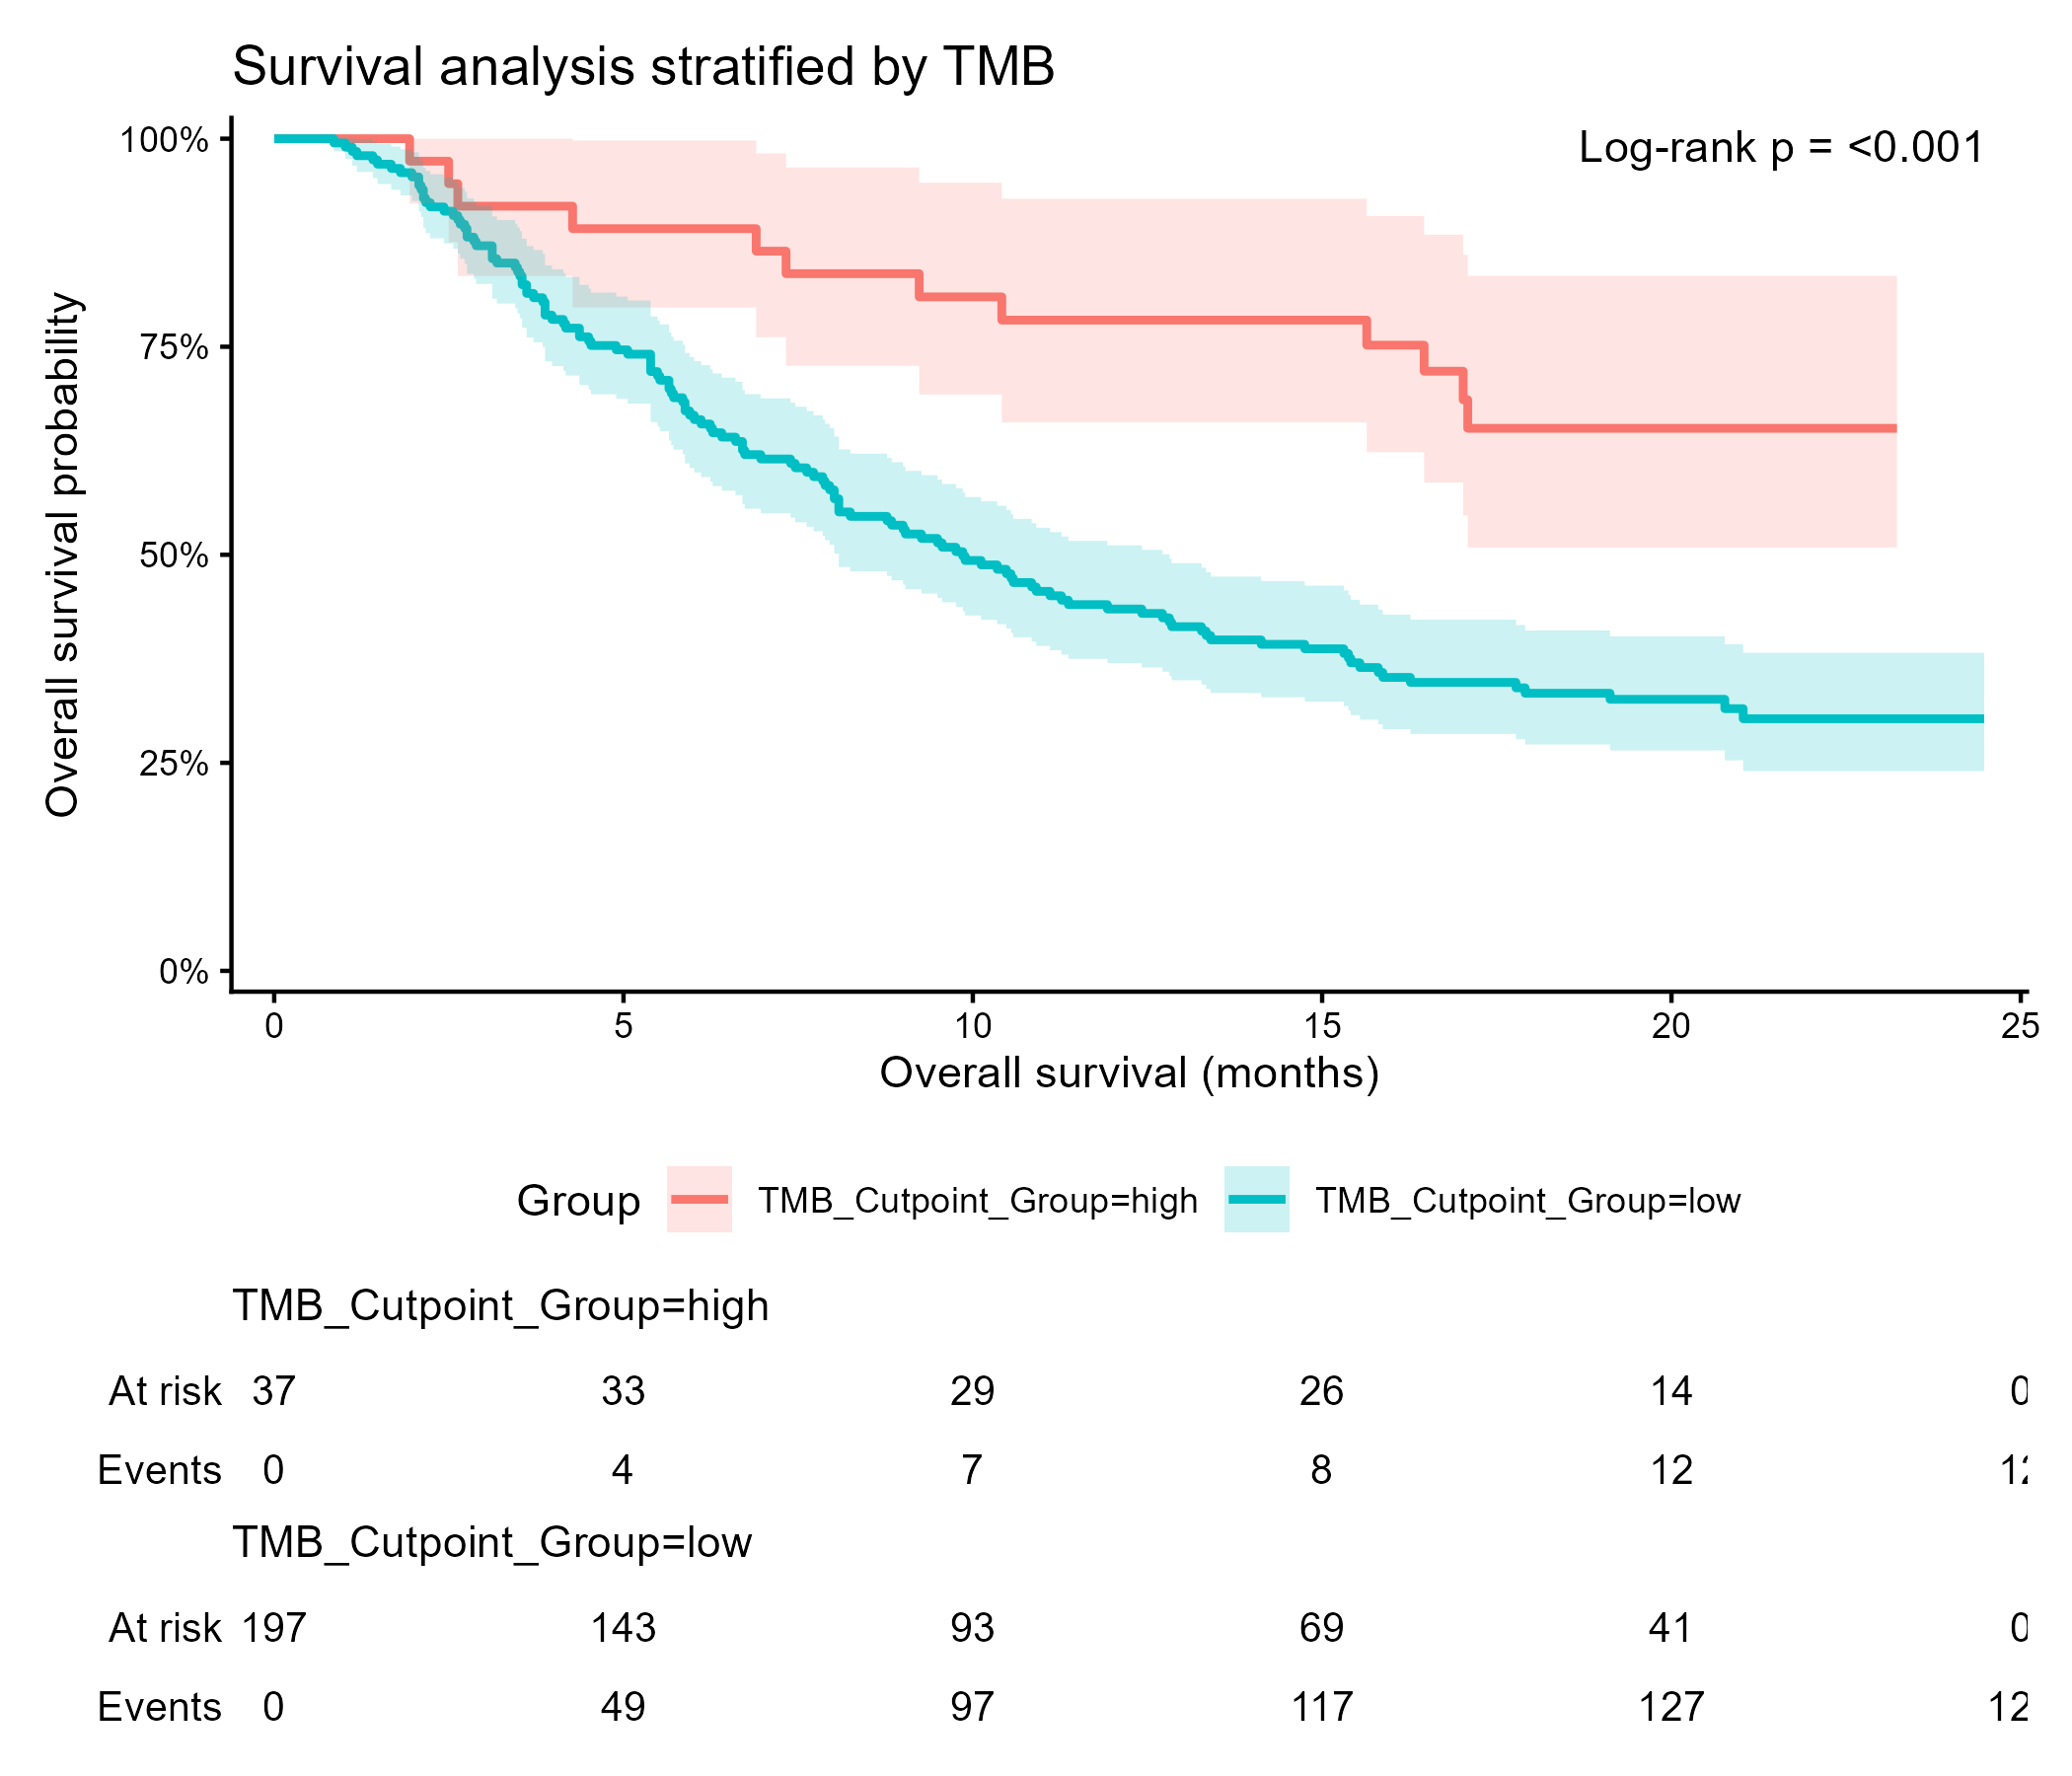 Survival analysis stratified by TMB
Log-rank p = <0.001
Overall survival probability
100%
75%
50%
25%
0%
0 5 10 15 20 25
Overall survival (months)
Group TMB_Cutpoint_Group=high TMB_Cutpoint_Group=low
TMB_Cutpoint_Group=high
At risk 37 33 29 26 14 0
Events 0 4 7 8 12 12
TMB_Cutpoint_Group=low
At risk 197 143 93 69 41 0
Events 0 49 97 117 127